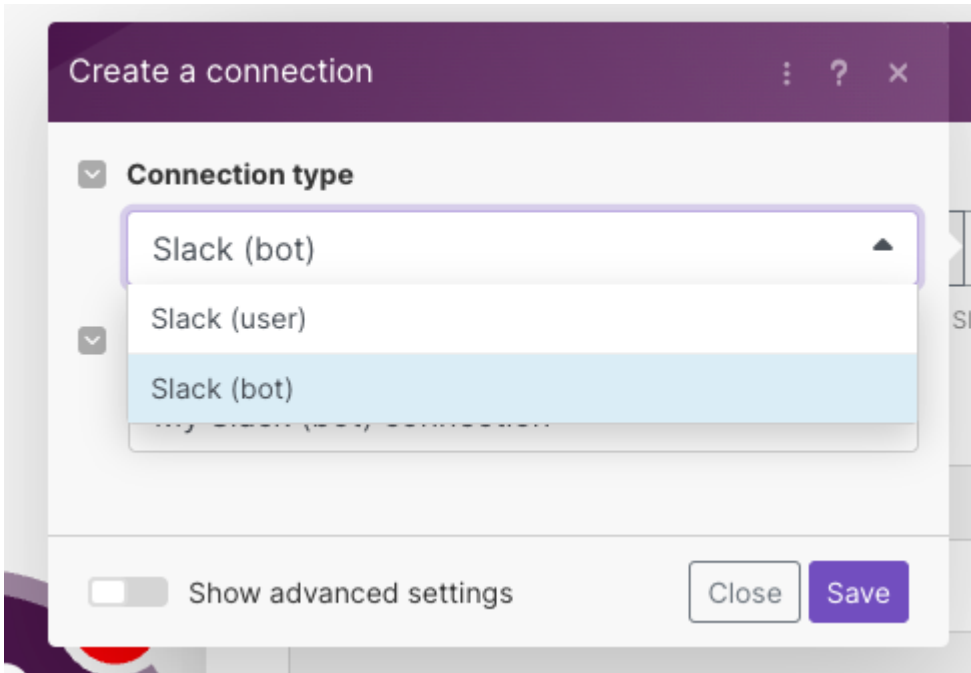 Create a connection
Connection type
Slack (bot)
Slack (user)
Slack (bot)
Show advanced settings
Close
Save